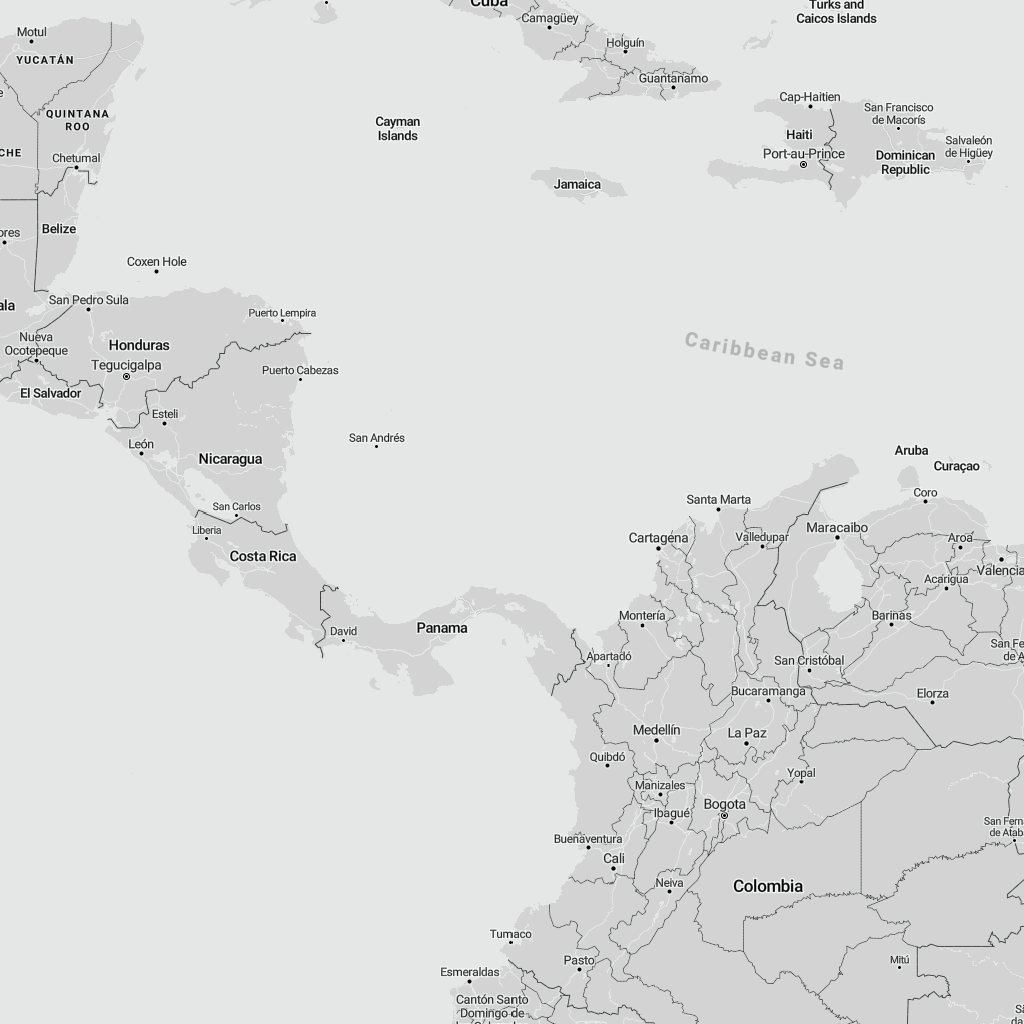 Cuba
Turks and
Caicos Islands
Camagüey
Motul
Holguín
YUCATÁN
Guantanamo
Cap-Haitien
San Francisco
de Macorís
QUINTANA
ROO
Cayman
Islands
Haiti
Salvaleón
de Higüey
CHE
Chetumal
Port-au-Prince
Dominican
Republic
Jamaica
Belize
ores
Coxen Hole
San Pedro Sula
ala
Puerto Lempira
Nueva
Ocotepeque
Honduras
Caribbean Sea
Tegucigalpa
Puerto Cabezas
El Salvador
Esteli
León
San Andrés
Nicaragua
Aruba
Curaçao
Coro
Santa Marta
San Carlos
Liberia
Maracaibo
Cartagena
Valledupar
Aroa
Costa Rica
Valencia
Acarigua
Montería
Barinas
Panama
David
San Fe
de A
Apartadó
San Cristóbal
Bucaramanga
Elorza
Medellín
La Paz
Quibdó
Yopal
Manizales
Bogota
Ibagué
San Fern
de Atab
Buenaventura
Cali
Neiva
Colombia
Tumaco
Pasto
Mitú
Esmeraldas
Cantón Santo
Domingo de